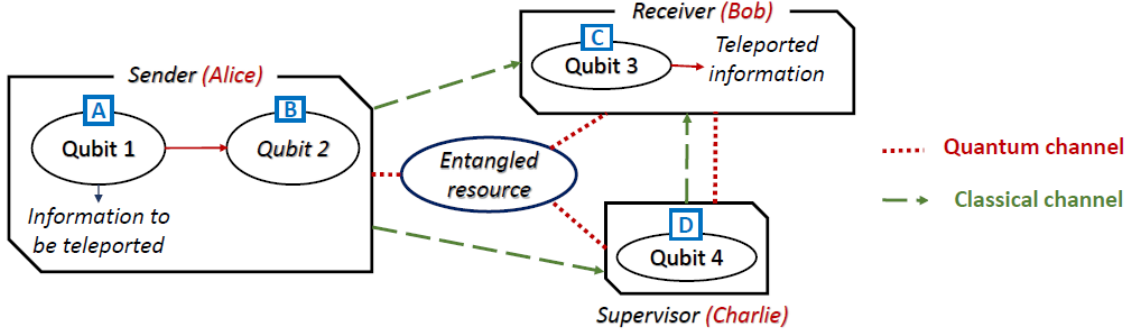 Receiver (Bob)
C
Qubit 3
Teleported
information
Sender (Alice)
A
Qubit 1
B
Qubit 2
Information to
be teleported
Entangled
resource
D
Qubit 4
Supervisor (Charlie)
Quantum channel
Classical channel